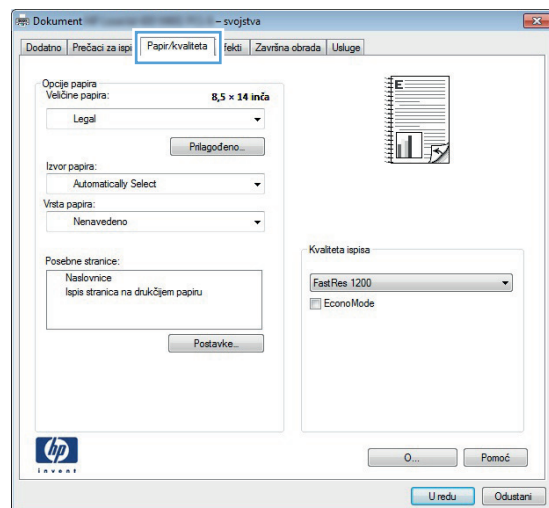 Dokument – svojstva
Dodatno Prečaci za ispi Papir/kvaliteta fekti Završna obrada Usluge
Opcije papira
Veličine papira: 8,5 × 14 inča
Legal
Prilagođeno...
Izvor papira:
Automatically Select
Vrsta papira:
Nenavedeno
Posebne stranice:
Naslovnice
Ispis stranica na drukčijem papiru
Postavke...
E
Kvaliteta ispisa
FastRes 1200
EconoMode
hp
invent
O... Pomoć
U redu Odustani